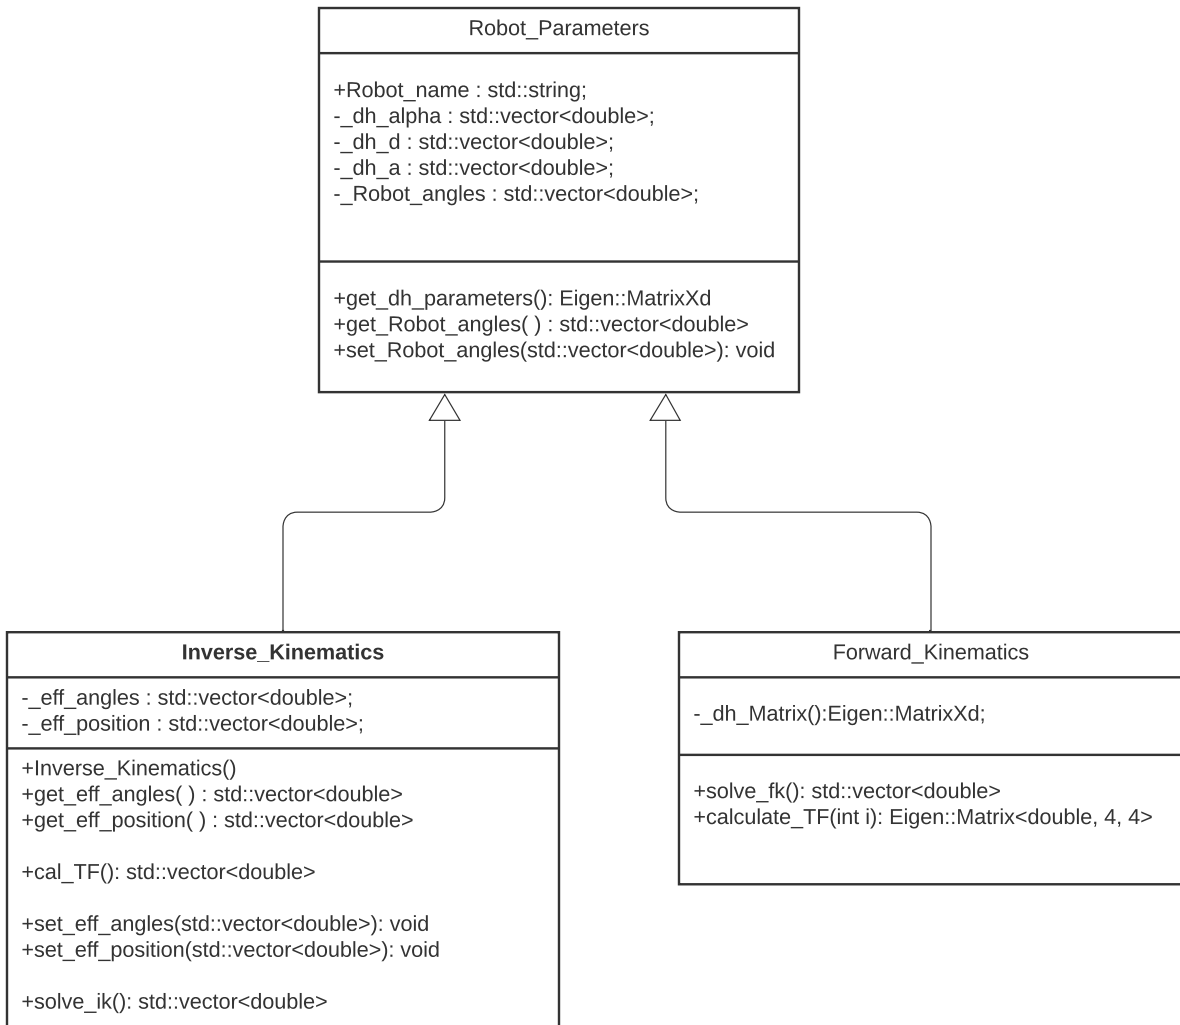 Robot_Parameters
+Robot_name : std::string;
-_dh_alpha : std::vector<double>;
-_dh_d : std::vector<double>;
-_dh_a : std::vector<double>;
-_Robot_angles : std::vector<double>;
+get_dh_parameters(): Eigen::MatrixXd
+get_Robot_angles( ) : std::vector<double>
+set_Robot_angles(std::vector<double>): void
Inverse_Kinematics
-_eff_angles : std::vector<double>;
-_eff_position : std::vector<double>;
+Inverse_Kinematics()
+get_eff_angles( ) : std::vector<double>
+get_eff_position( ) : std::vector<double>
+cal_TF(): std::vector<double>
+set_eff_angles(std::vector<double>): void
+set_eff_position(std::vector<double>): void
+solve_ik(): std::vector<double>
Forward_Kinematics
-_dh_Matrix():Eigen::MatrixXd;
+solve_fk(): std::vector<double>
+calculate_TF(int i): Eigen::Matrix<double, 4, 4>